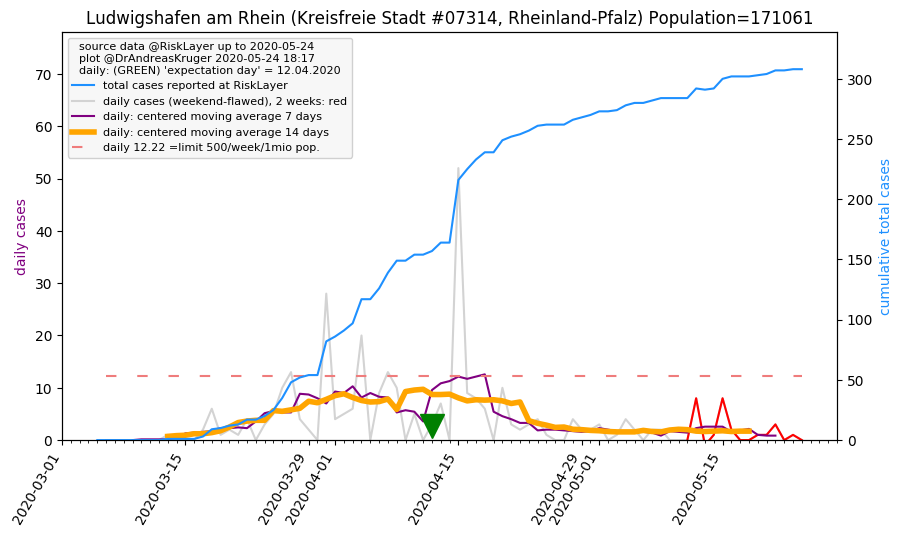 Ludwigshafen am Rhein (Kreisfreie Stadt #07314, Rheinland-Pfalz) Population=171061
source data @RiskLayer up to 2020-05-24
plot @DrAndreasKruger 2020-05-24 18:17
daily: (GREEN) 'expectation day' = 12.04.2020
total cases reported at RiskLayer
daily cases (weekend-flawed), 2 weeks: red
daily: centered moving average 7 days
daily: centered moving average 14 days
daily 12.22 =limit 500/week/1mio pop.
daily cases
70
60
50
40
30
20
10
0
cumulative total cases
300
250
200
150
100
50
0
2020-03-01
2020-03-15
2020-03-29
2020-04-01
2020-04-15
2020-04-29
2020-05-01
2020-05-15